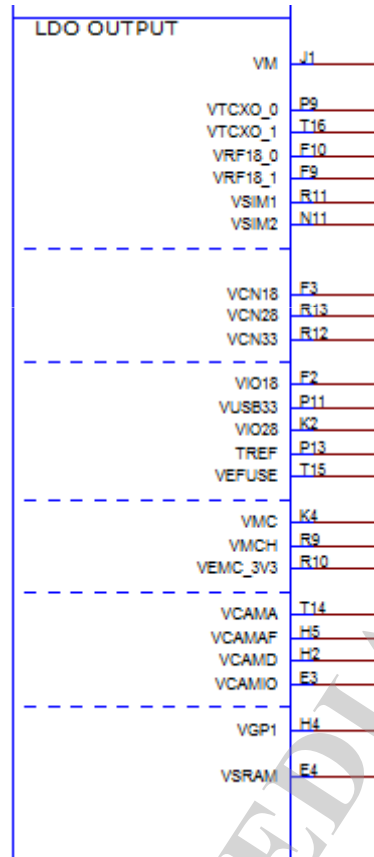 LDO OUTPUT
VM J1
VTCXO_0 P9
VTCXO_1 T16
VRF18_0 F10
VRF18_1 F9
VSIM1 R11
VSIM2 N11
VCN18 F3
VCN28 R13
VCN33 R12
VIO18 F2
VUSB33 P11
VIO28 K2
TREF P13
VEFUSE T15
VMC K4
VMCH R9
VEMC_3V3 R10
VCAMA T14
VCAMAF H5
VCAMD H2
VCAMIO E3
VGP1 H4
VSRAM E4